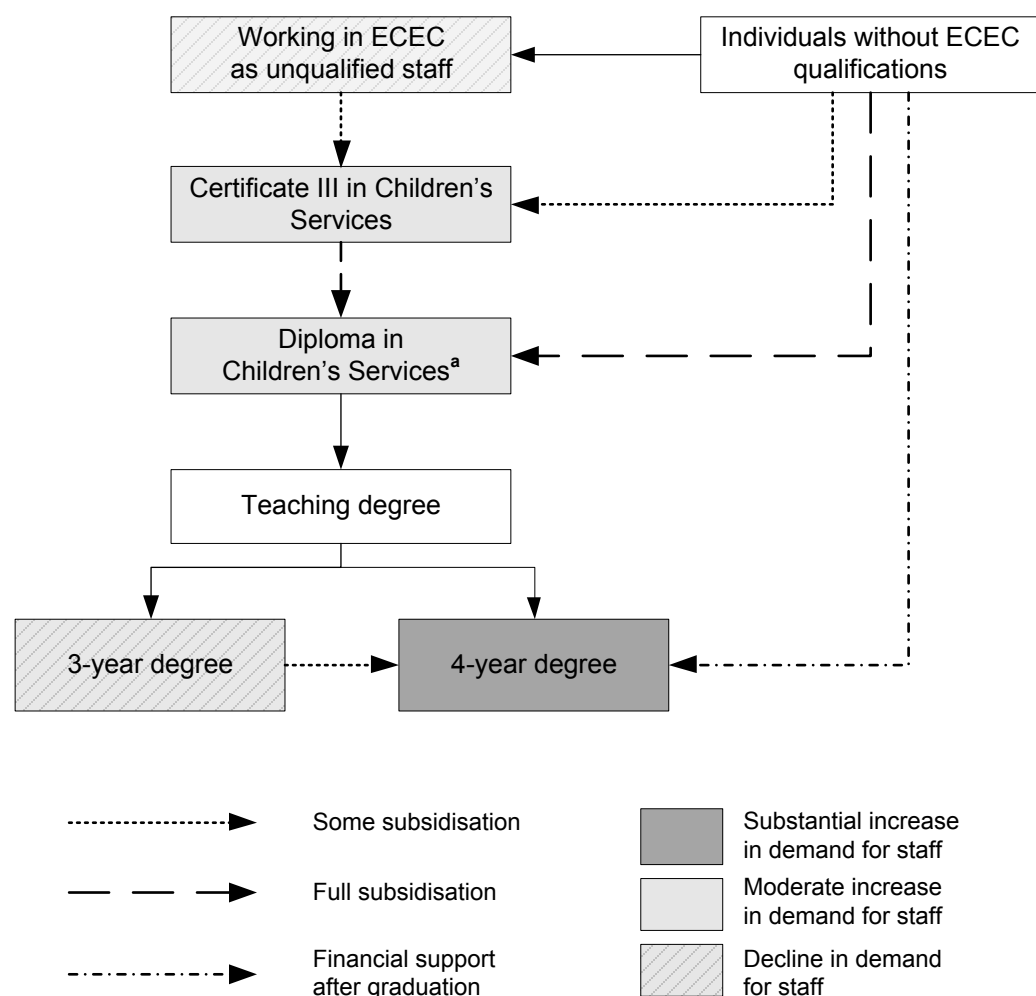 Working in ECEC
as unqualified staff
Individuals without ECEC
qualifications
Certificate III in Children's
Services
Diploma in
Children's Servicesa
Teaching degree
3-year degree
4-year degree
Some subsidisation
Full subsidisation
Financial support
after graduation
Substantial increase
in demand for staff
Moderate increase
in demand for staff
Decline in demand
for staff